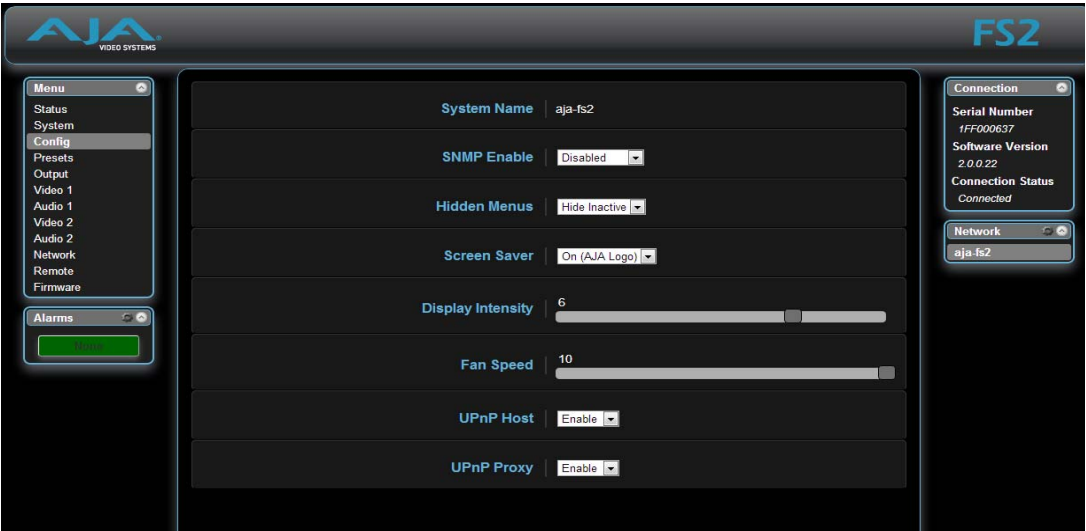 AJA
VIDEO SYSTEMS
FS2
Menu
Status
System
Config
Presets
Output
Video 1
Audio 1
Video 2
Audio 2
Network
Remote
Firmware
Alarms
None
System Name aja-fs2
SNMP Enable Disabled
Hidden Menus Hide Inactive
Screen Saver On (AJA Logo)
Display Intensity 6
Fan Speed 10
UPnP Host Enable
UPnP Proxy Enable
Connection
Serial Number
1FF000637
Software Version
2.0.0.22
Connection Status
Connected
Network
aja-fs2